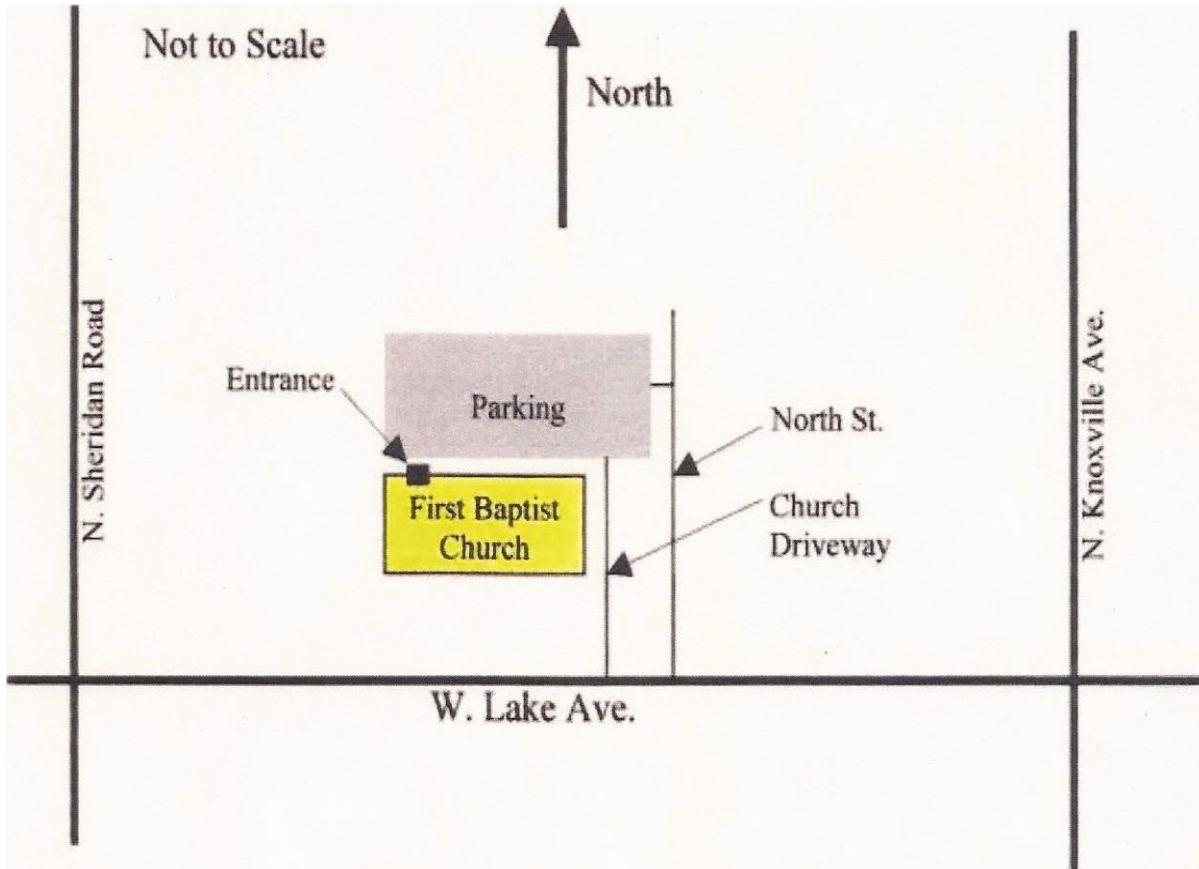 Not to Scale
North
N. Sheridan Road
N. Knoxville Ave.
Entrance
Parking
North St.
First Baptist
Church
Church
Driveway
W. Lake Ave.